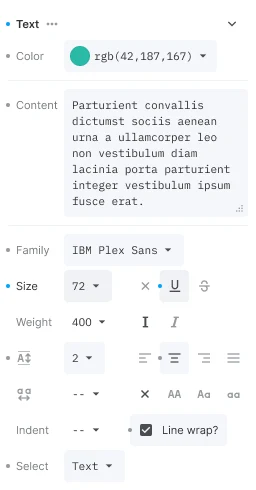 Text
Color rgb(42,187,167)
Content Parturient convallis
dictumst sociis aenean
urna a ullamcorper leo
non vestibulum diam
lacinia porta parturient
integer vestibulum ipsum
fusce erat.
Family IBM Plex Sans
Size 72 × U S
Weight 400 I I
A 2
aa -- × AA Aa aa
Indent -- Line wrap?
Select Text